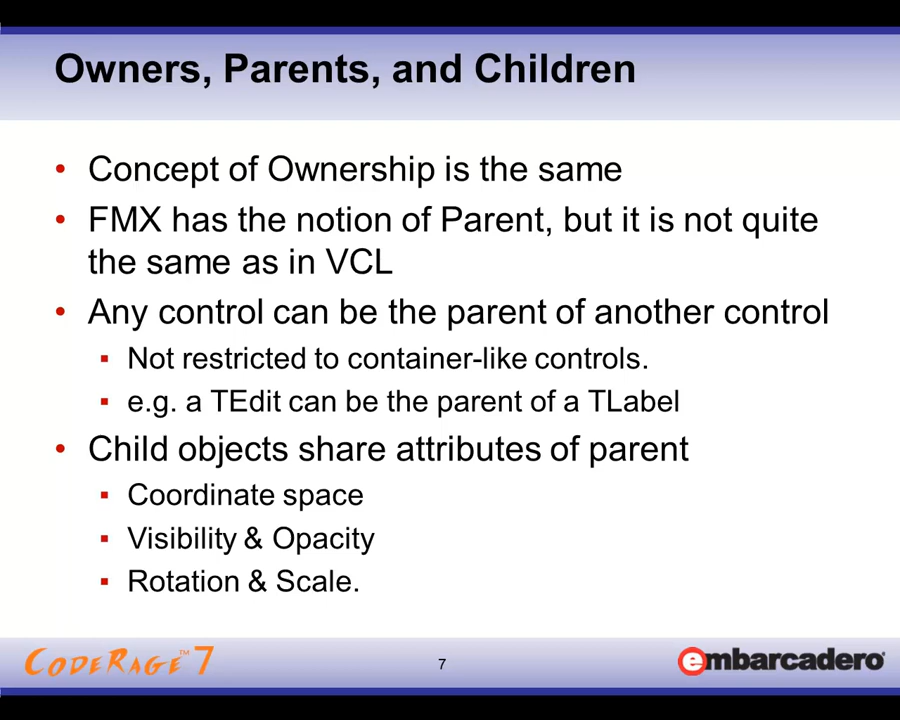 Owners, Parents, and Children
• Concept of Ownership is the same
• FMX has the notion of Parent, but it is not quite
the same as in VCL
• Any control can be the parent of another control
▪ Not restricted to container-like controls.
▪ e.g. a TEdit can be the parent of a TLabel
• Child objects share attributes of parent
▪ Coordinate space
▪ Visibility & Opacity
▪ Rotation & Scale.
CODERAGE™ 7
7
embarcadero®